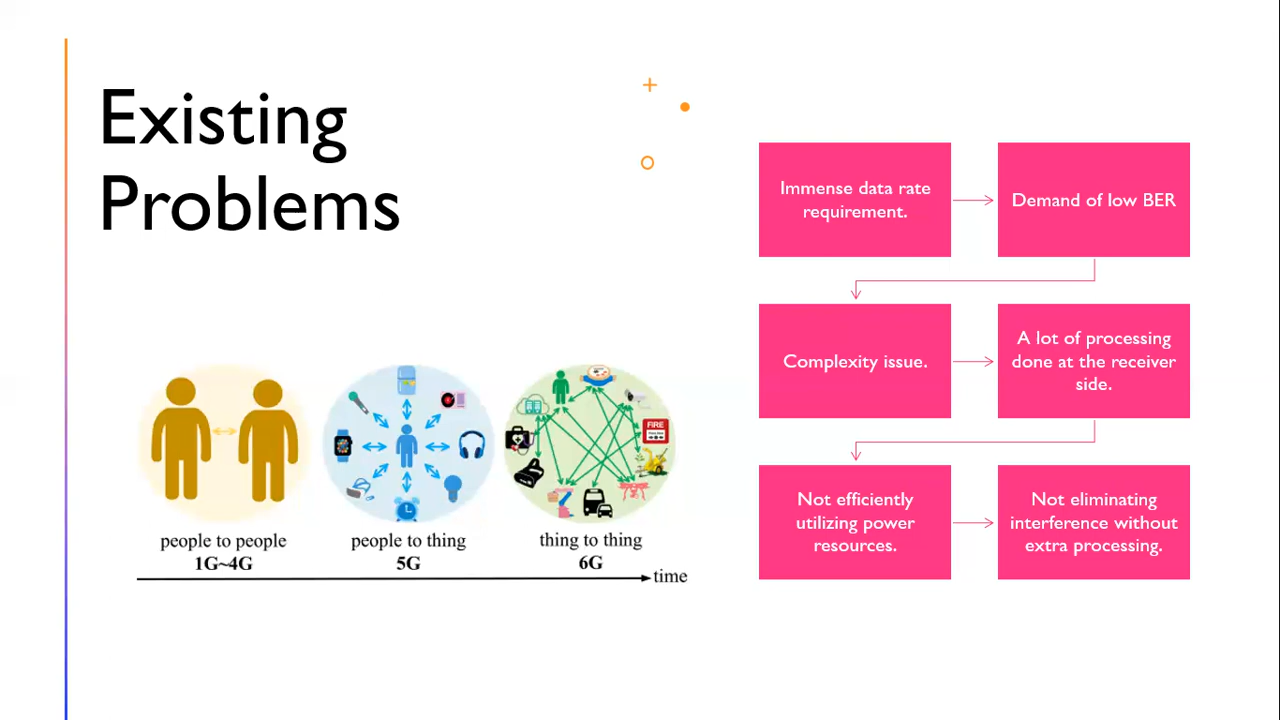 Existing
Problems
Immense data rate
requirement.
Demand of low BER
Complexity issue.
A lot of processing
done at the receiver
side.
Not efficiently
utilizing power
resources.
Not eliminating
interference without
extra processing.
FIRE
people to people
1G~4G
people to thing
5G
thing to thing
6G
time